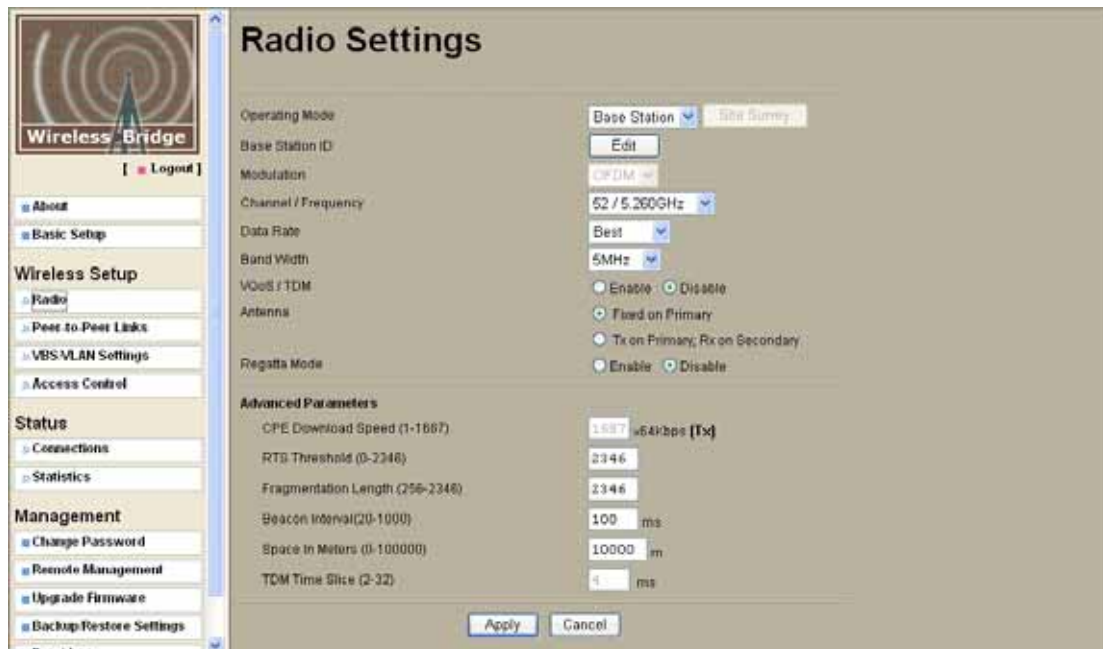 Wireless Bridge
[ Logout ]
About
Basic Setup
Wireless Setup
Radio
Peer-to-Peer Links
VBS-VLAN Settings
Access Control
Status
Connections
Statistics
Management
Change Password
Remote Management
Upgrade Firmware
Backup/Restore Settings
Radio Settings
Operating Mode Base Station Site Survey
Base Station ID Edit
Modulation OFDM
Channel / Frequency 52 / 5.260GHz
Data Rate Best
Band Width 5MHz
VQoS / TDM Enable Disable
Antenna Fixed on Primary
Tx on Primary; Rx on Secondary
Regatta Mode Enable Disable
Advanced Parameters
CPE Download Speed (1-1687) 1687 x64Kbps (Tx)
RTS Threshold (0-2346) 2346
Fragmentation Length (256-2346) 2346
Beacon Interval(20-1000) 100 ms
Space In Meters (0-100000) 10000 m
TDM Time Slice (2-32) 4 ms
Apply Cancel